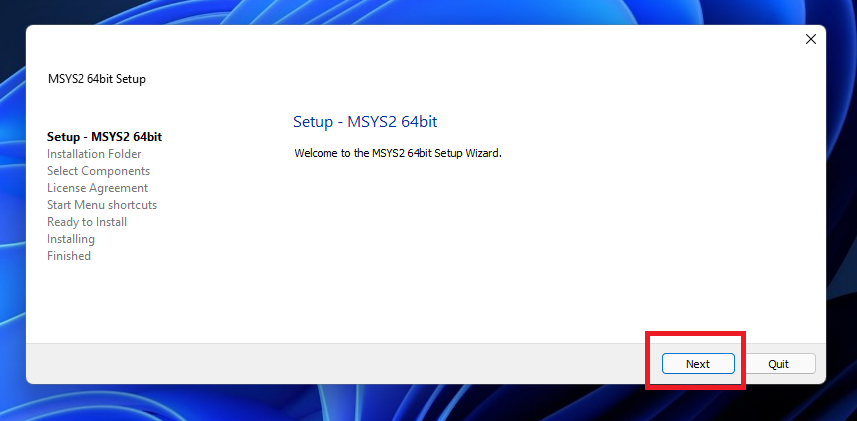 MSYS2 64bit Setup
Setup - MSYS2 64bit
Installation Folder
Select Components
License Agreement
Start Menu shortcuts
Ready to Install
Installing
Finished
Setup - MSYS2 64bit
Welcome to the MSYS2 64bit Setup Wizard.
Next
Quit